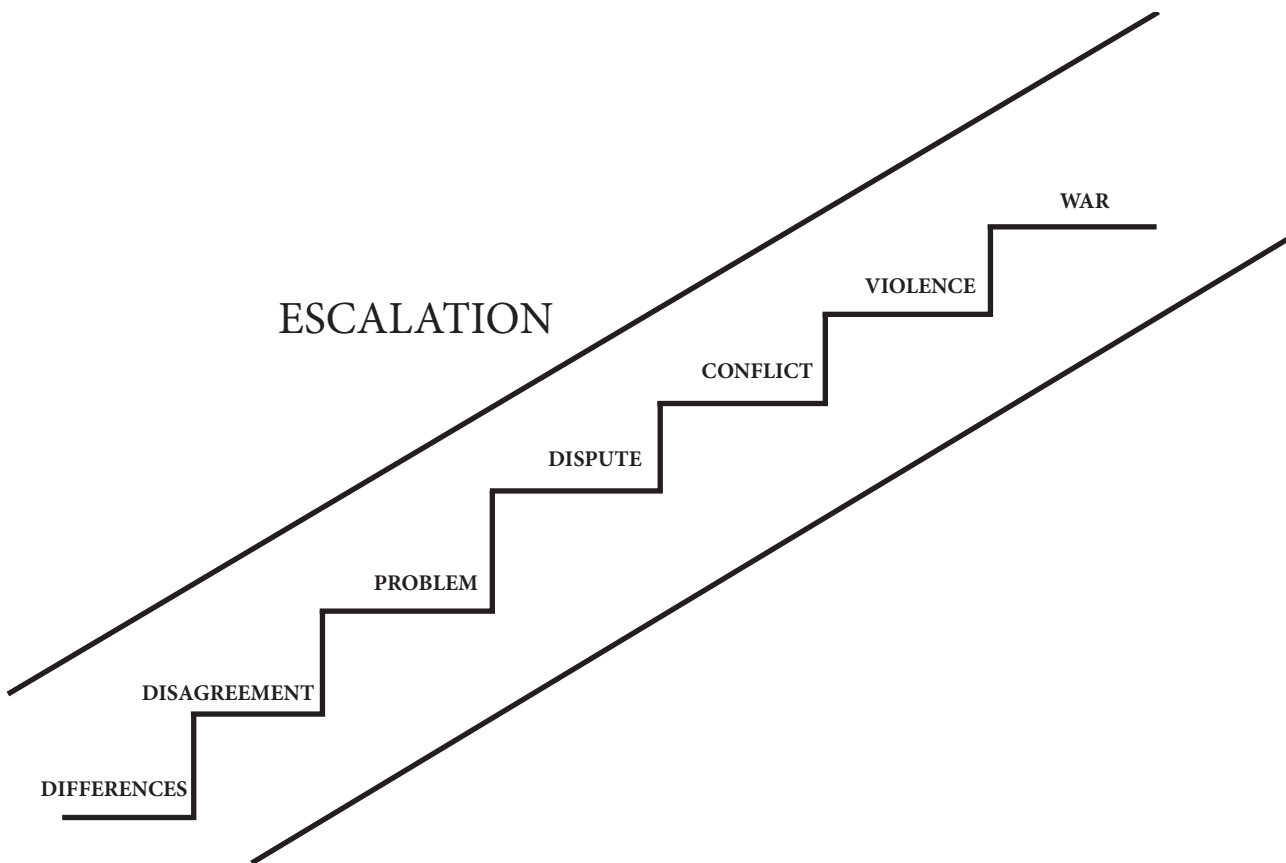 WAR
VIOLENCE
ESCALATION
CONFLICT
DISPUTE
PROBLEM
DISAGREEMENT
DIFFERENCES